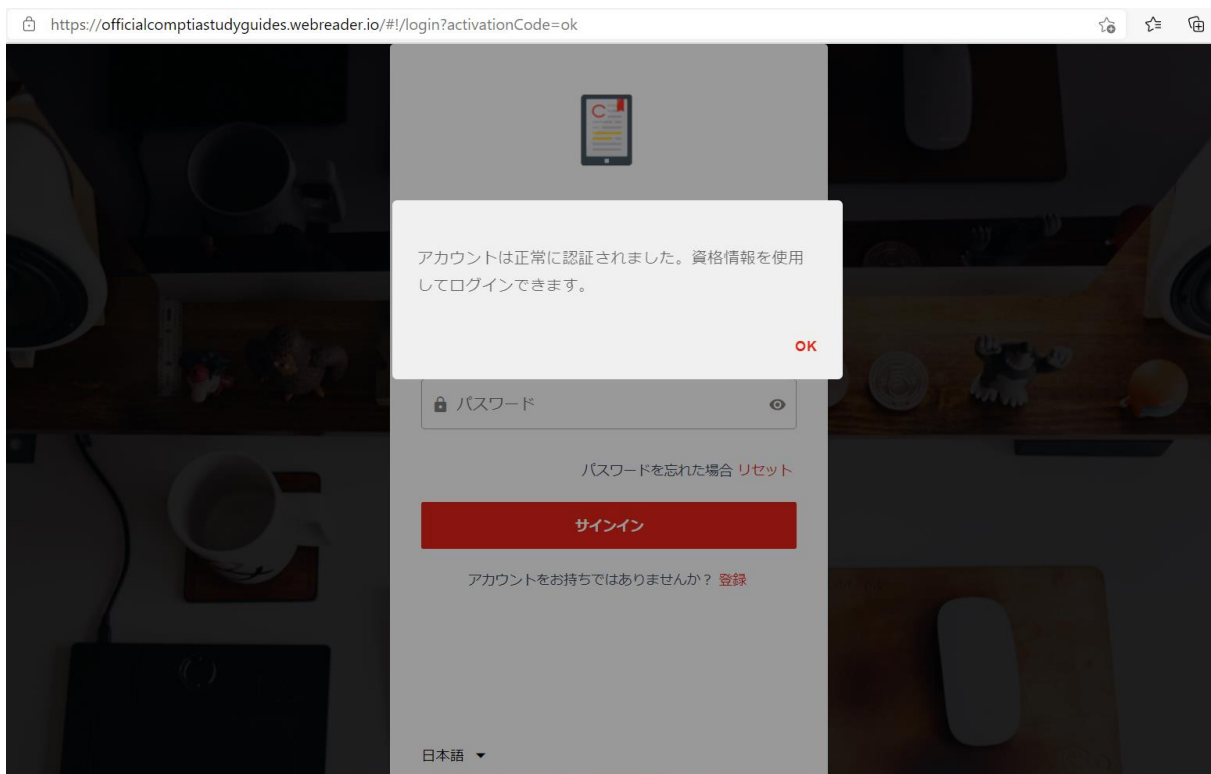 https://officialcomptiastudyguides.webreader.io/#!/login?activationCode=ok
C
アカウントは正常に認証されました。資格情報を使用
してログインできます。
OK
パスワード
パスワードを忘れた場合 リセット
サインイン
アカウントをお持ちではありませんか？ 登録
日本語